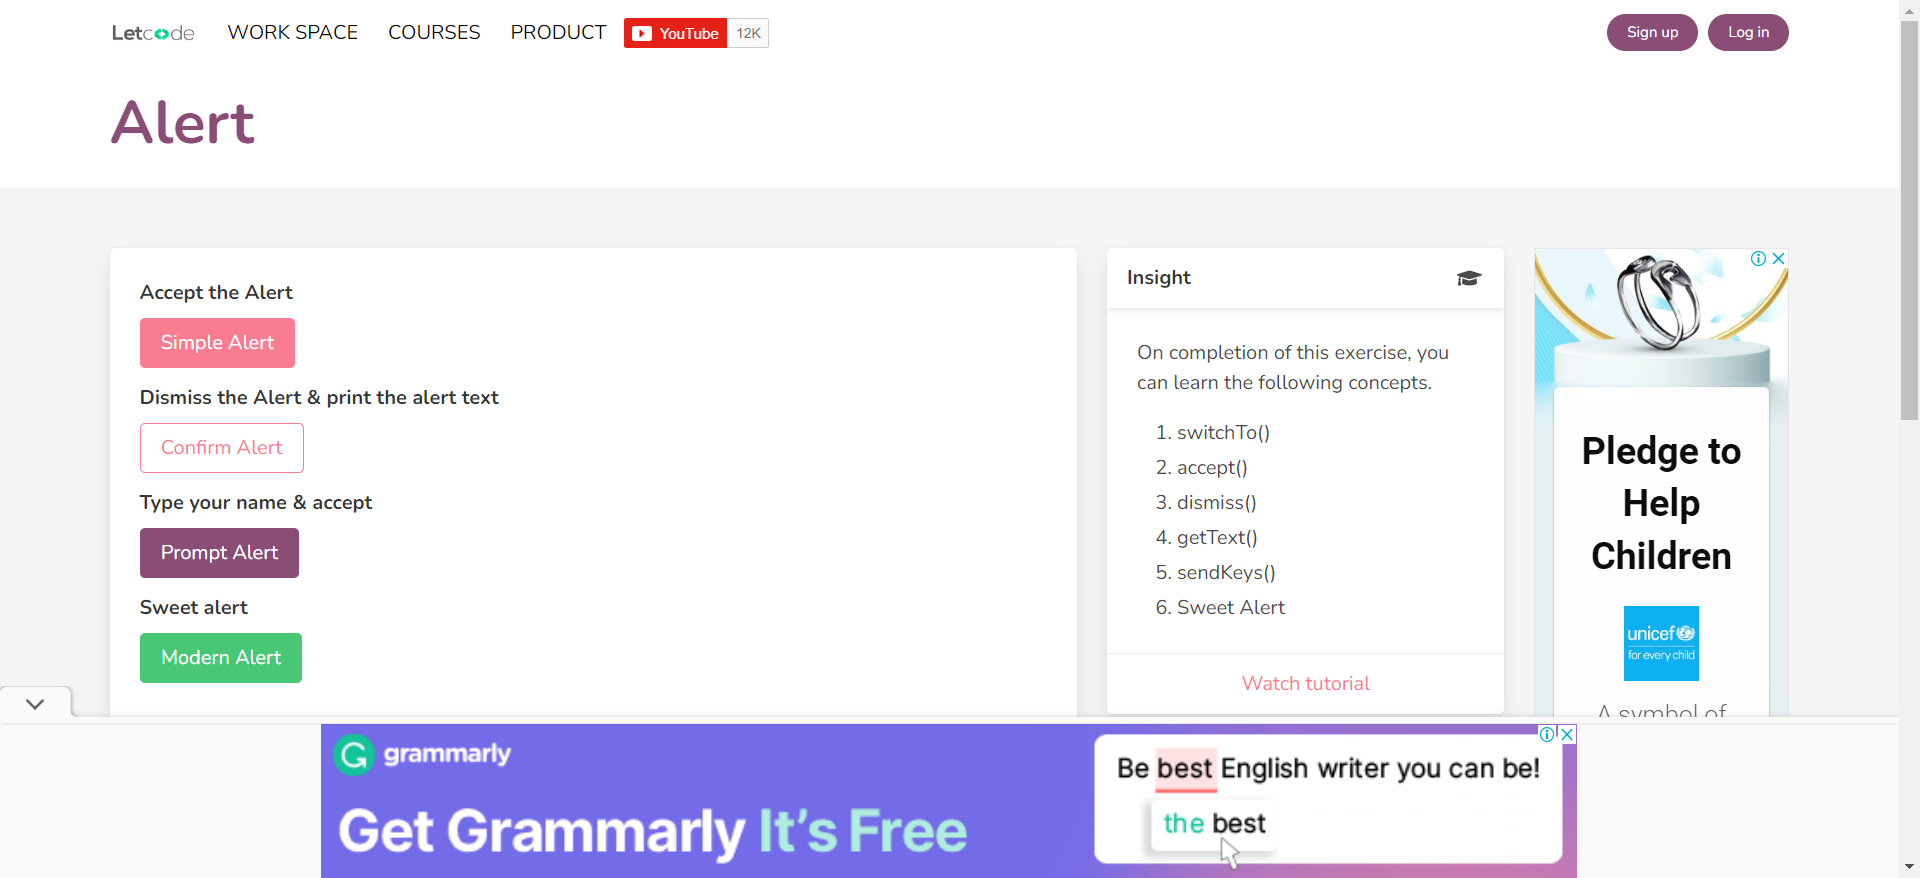 Letcode
WORK SPACE
COURSES
PRODUCT
YouTube
12K
Sign up
Log in
Alert
Accept the Alert
Simple Alert
Dismiss the Alert & print the alert text
Confirm Alert
Type your name & accept
Prompt Alert
Sweet alert
Modern Alert
Insight
On completion of this exercise, you
can learn the following concepts.
1. switchTo()
2. accept()
3. dismiss()
4. getText()
5. sendKeys()
6. Sweet Alert
Watch tutorial
Pledge to
Help
Children
unicef
for every child
A symbol of
grammarly
Get Grammarly It's Free
Be best English writer you can be!
the best